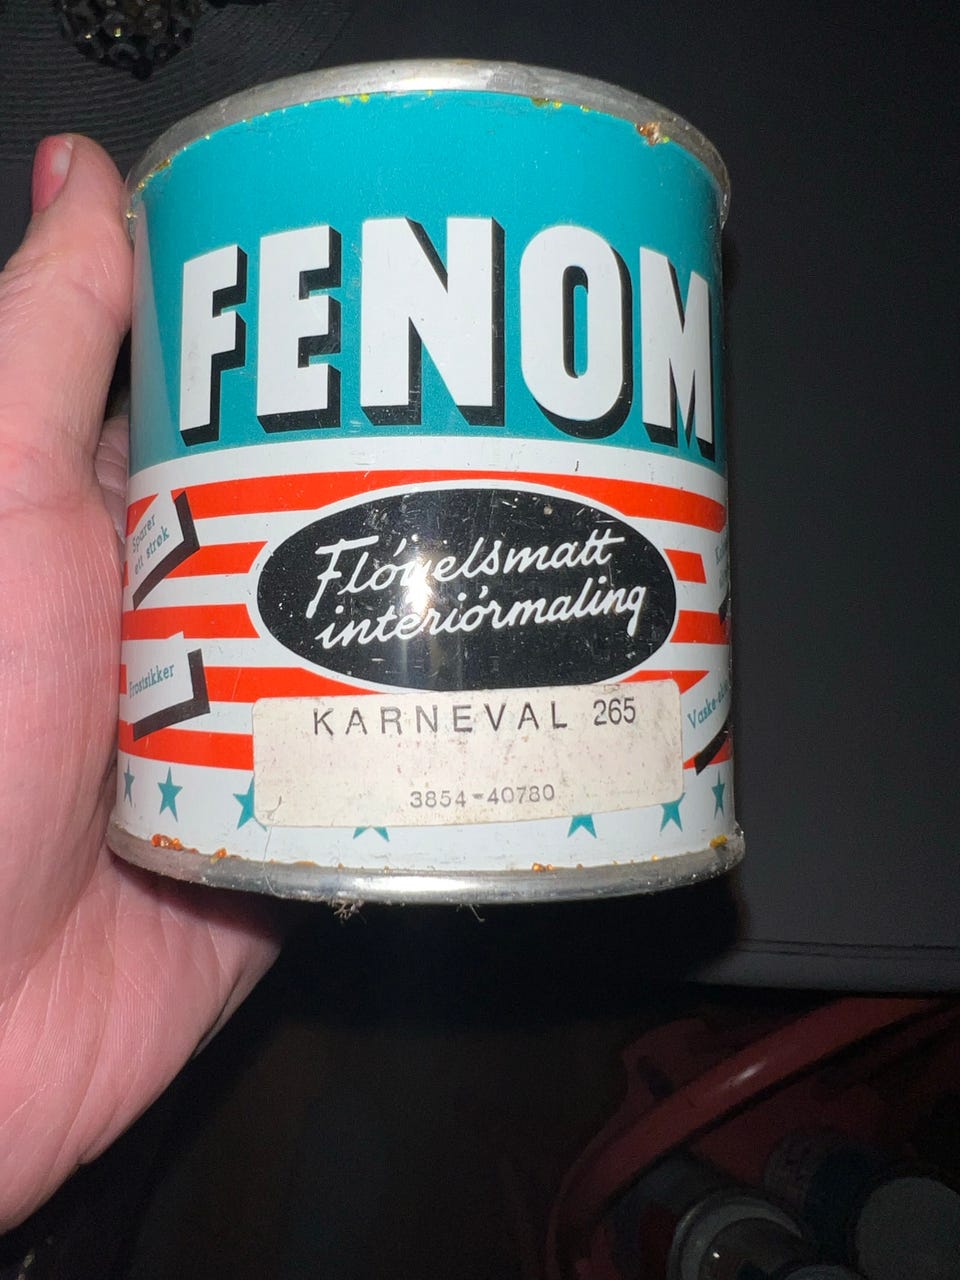 FENOM
Sparer
ett strøk
Fløyelsmatt
interiørmaling
Frostsikker
KARNEVAL 265
3854-40780